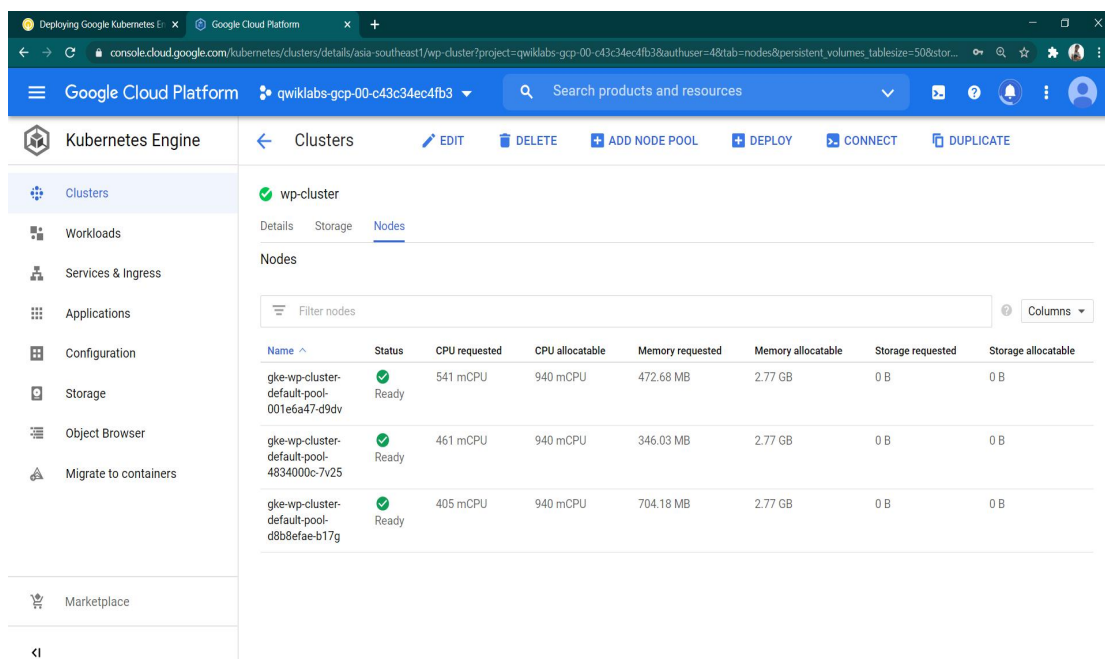 Deploying Google Kubernetes En
Google Cloud Platform
console.cloud.google.com/kubernetes/clusters/details/asia-southeast1/wp-cluster?project=qwiklabs-gcp-00-c43c34ec4fb3&authuser=4&tab=nodes&persistent_volumes_tablesize=50&stor...
Google Cloud Platform
qwiklabs-gcp-00-c43c34ec4fb3
Search products and resources
Kubernetes Engine
Clusters
EDIT
DELETE
ADD NODE POOL
DEPLOY
CONNECT
DUPLICATE
Clusters
Workloads
Services & Ingress
Applications
Configuration
Storage
Object Browser
Migrate to containers
Marketplace
wp-cluster
Details Storage Nodes
Nodes
Filter nodes
Columns
Name Status CPU requested CPU allocatable Memory requested Memory allocatable Storage requested Storage allocatable
gke-wp-cluster-
default-pool-
001e6a47-d9dv
Ready
541 mCPU 940 mCPU 472.68 MB 2.77 GB 0 B 0 B
gke-wp-cluster-
default-pool-
4834000c-7v25
Ready
461 mCPU 940 mCPU 346.03 MB 2.77 GB 0 B 0 B
gke-wp-cluster-
default-pool-
d8b8efae-b17g
Ready
405 mCPU 940 mCPU 704.18 MB 2.77 GB 0 B 0 B